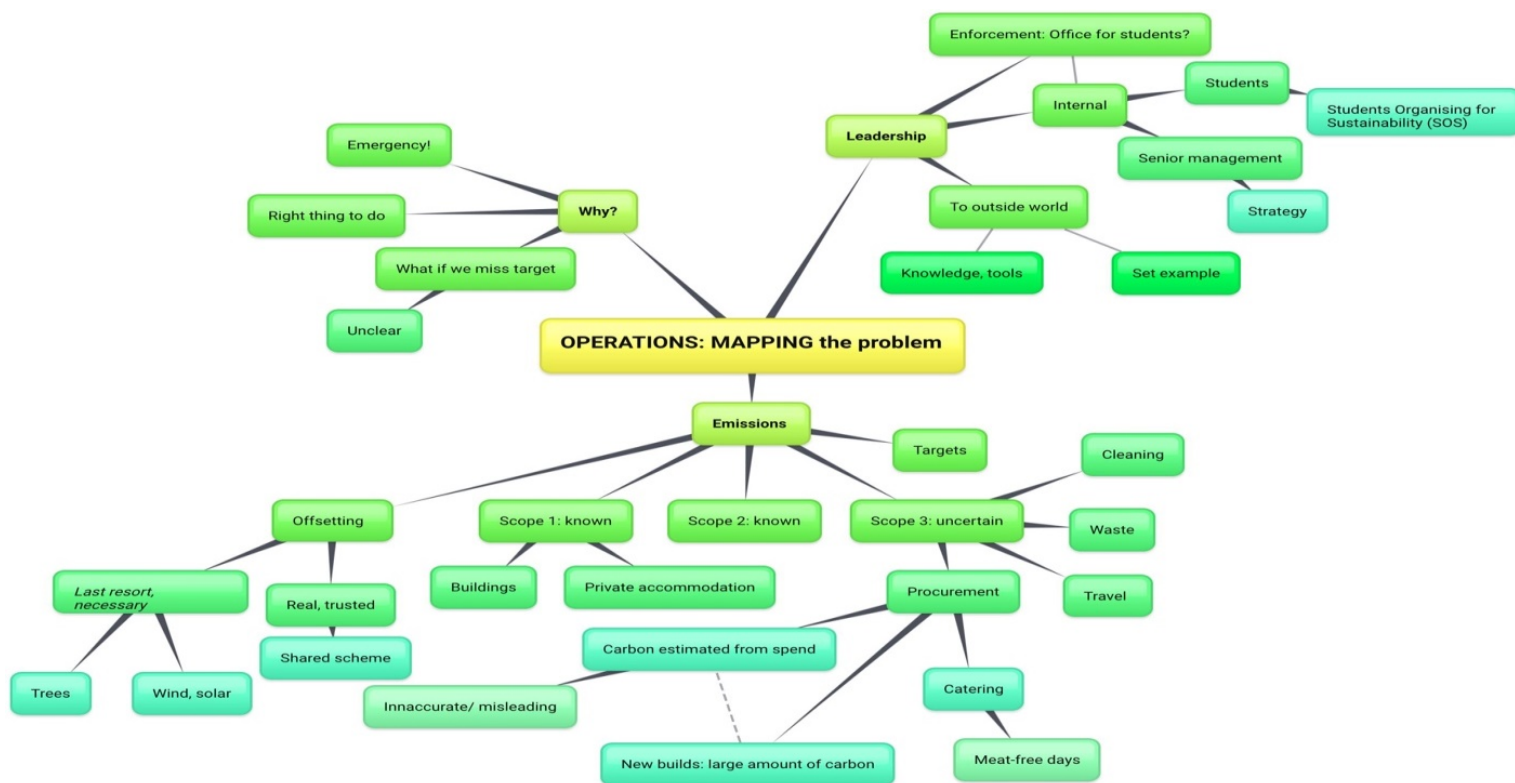 Enforcement: Office for students?
Students
Internal
Students Organising for
Sustainability (SOS)
Leadership
Emergency!
Senior management
Right thing to do
Why?
To outside world
Strategy
What if we miss target
Knowledge, tools
Set example
Unclear
OPERATIONS: MAPPING the problem
Emissions
Targets
Cleaning
Offsetting
Scope 1: known
Scope 2: known
Scope 3: uncertain
Waste
Last resort,
necessary
Real, trusted
Buildings
Private accommodation
Procurement
Travel
Shared scheme
Carbon estimated from spend
Trees
Wind, solar
Innaccurate/ misleading
Catering
New builds: large amount of carbon
Meat-free days